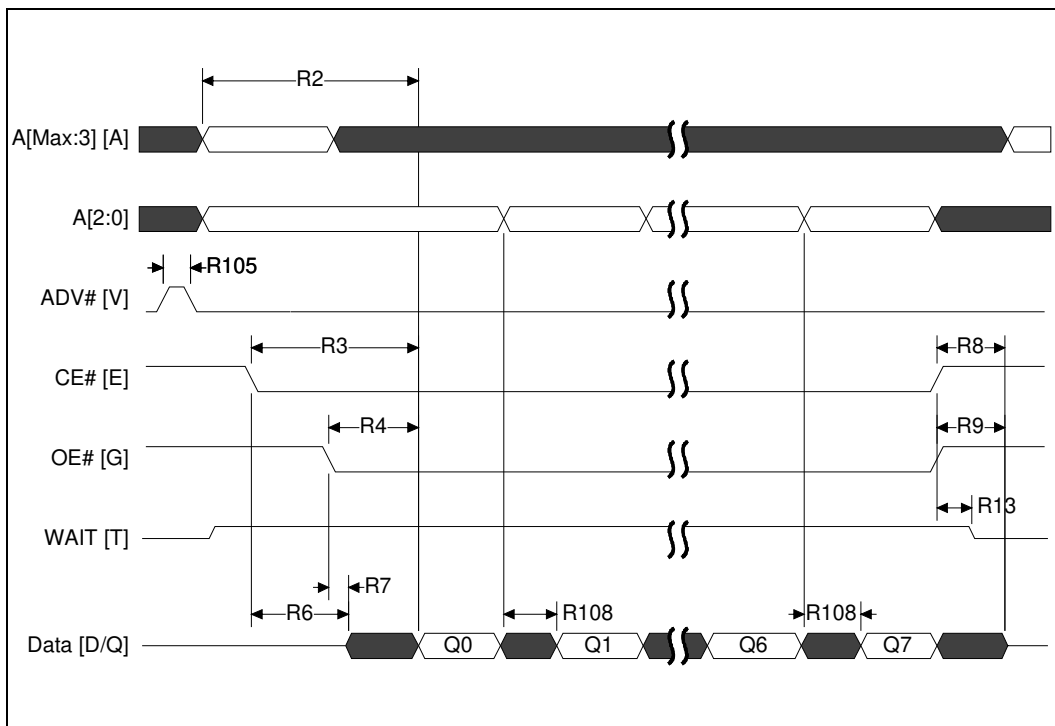 R2
A[Max:3] [A]
A[2:0]
R105
ADV# [V]
R3
R8
CE# [E]
R4
R9
OE# [G]
R13
WAIT [T]
R7
R6
R108
R108
Data [D/Q]
Q0
Q1
Q6
Q7